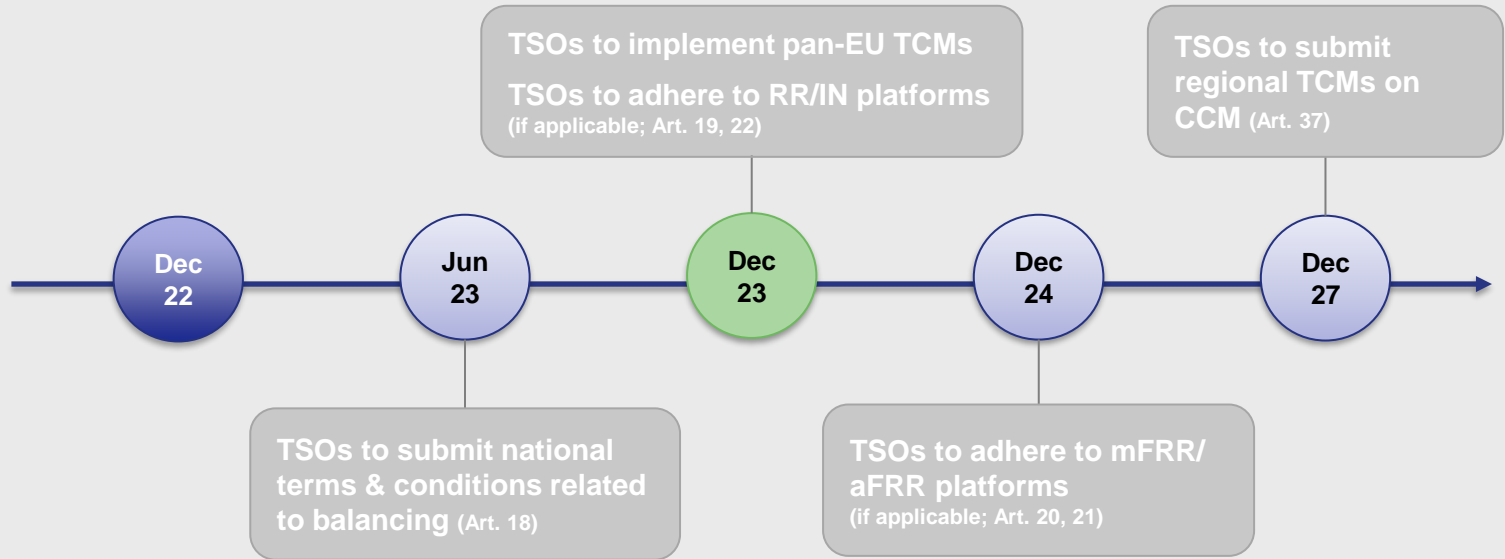 TSOs to implement pan-EU TCMs
TSOs to adhere to RR/IN platforms
(if applicable; Art. 19, 22)
TSOs to submit
regional TCMs on
CCM (Art. 37)
Dec
22
Jun
23
Dec
23
Dec
24
Dec
27
TSOs to submit national
terms & conditions related
to balancing (Art. 18)
TSOs to adhere to mFRR/
aFRR platforms
(if applicable; Art. 20, 21)